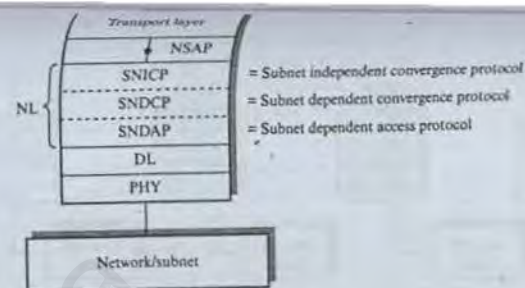 Transport layer
NSAP
SNICP = Subnet independent convergence protocol
NL SNDCP = Subnet dependent convergence protocol
SNDAP = Subnet dependent access protocol
DL
PHY
Network/subnet